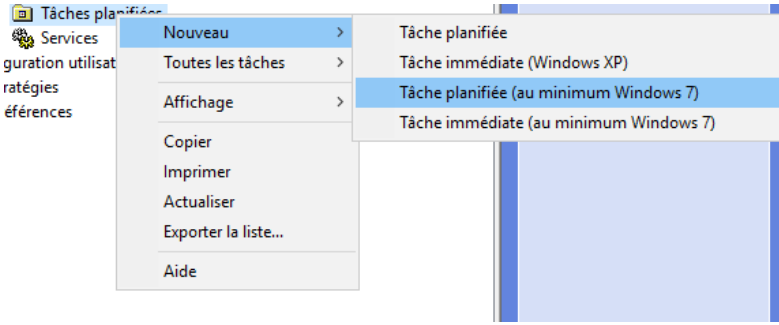 Tâches planifiées
Services
guration utilisat
ratégies
éférences
Nouveau
Toutes les tâches
Affichage
Copier
Imprimer
Actualiser
Exporter la liste...
Aide
Tâche planifiée
Tâche immédiate (Windows XP)
Tâche planifiée (au minimum Windows 7)
Tâche immédiate (au minimum Windows 7)